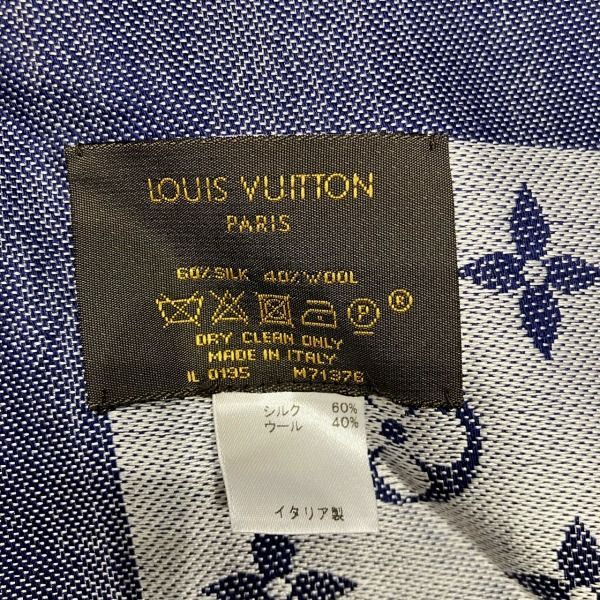 LOUIS VUITTON
PARIS
60% SILK 40% WOOL
P ®
DRY CLEAN ONLY
MADE IN ITALY
IL 0195 M71376
シルク 60%
ウール 40%
イタリア製